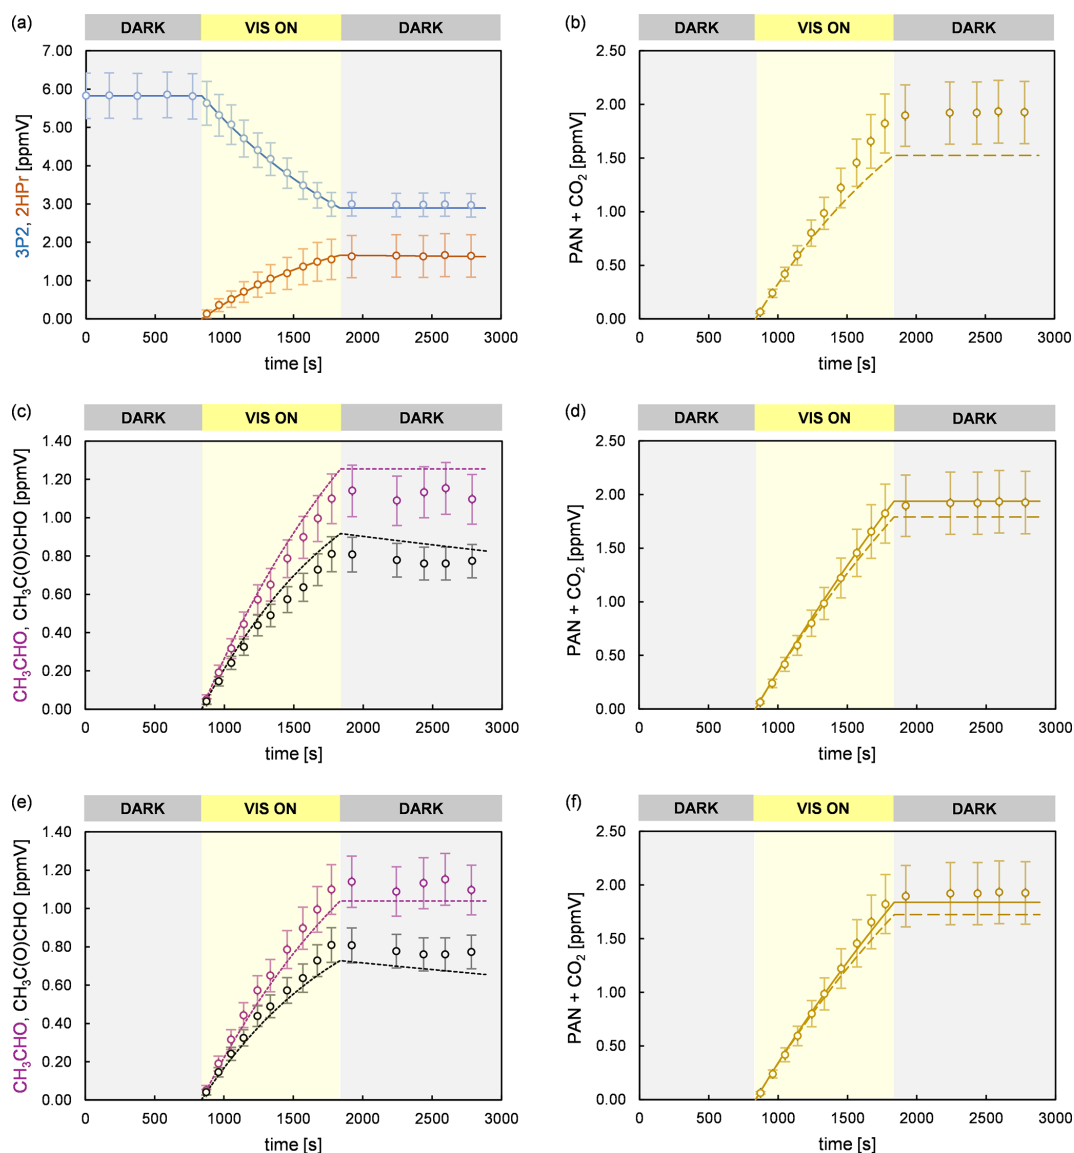 (a)
DARK VIS ON DARK
7.00
6.00
5.00
4.00
3.00
2.00
1.00
0.00
3P2, 2HPr [ppmV]
0 500 1000 1500 2000 2500 3000
time [s]
(b)
DARK VIS ON DARK
2.50
2.00
1.50
1.00
0.50
0.00
PAN + CO₂ [ppmV]
0 500 1000 1500 2000 2500 3000
time [s]
(c)
DARK VIS ON DARK
1.40
1.20
1.00
0.80
0.60
0.40
0.20
0.00
CH₃CHO, CH₃C(O)CHO [ppmV]
0 500 1000 1500 2000 2500 3000
time [s]
(d)
DARK VIS ON DARK
2.50
2.00
1.50
1.00
0.50
0.00
PAN + CO₂ [ppmV]
0 500 1000 1500 2000 2500 3000
time [s]
(e)
DARK VIS ON DARK
1.40
1.20
1.00
0.80
0.60
0.40
0.20
0.00
CH₃CHO, CH₃C(O)CHO [ppmV]
0 500 1000 1500 2000 2500 3000
time [s]
(f)
DARK VIS ON DARK
2.50
2.00
1.50
1.00
0.50
0.00
PAN + CO₂ [ppmV]
0 500 1000 1500 2000 2500 3000
time [s]